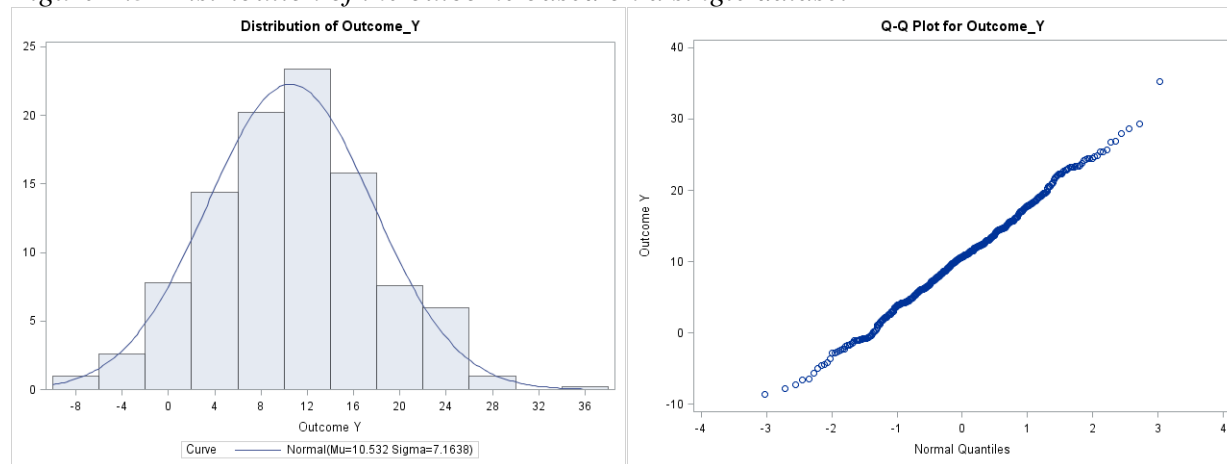 Distribution of Outcome_Y
25
20
15
10
5
0
-8 -4 0 4 8 12 16 20 24 28 32 36
Outcome Y
Curve Normal(Mu=10.532 Sigma=7.1638)
Q-Q Plot for Outcome_Y
40
30
20
10
0
-10
Outcome Y
-4 -3 -2 -1 0 1 2 3 4
Normal Quantiles